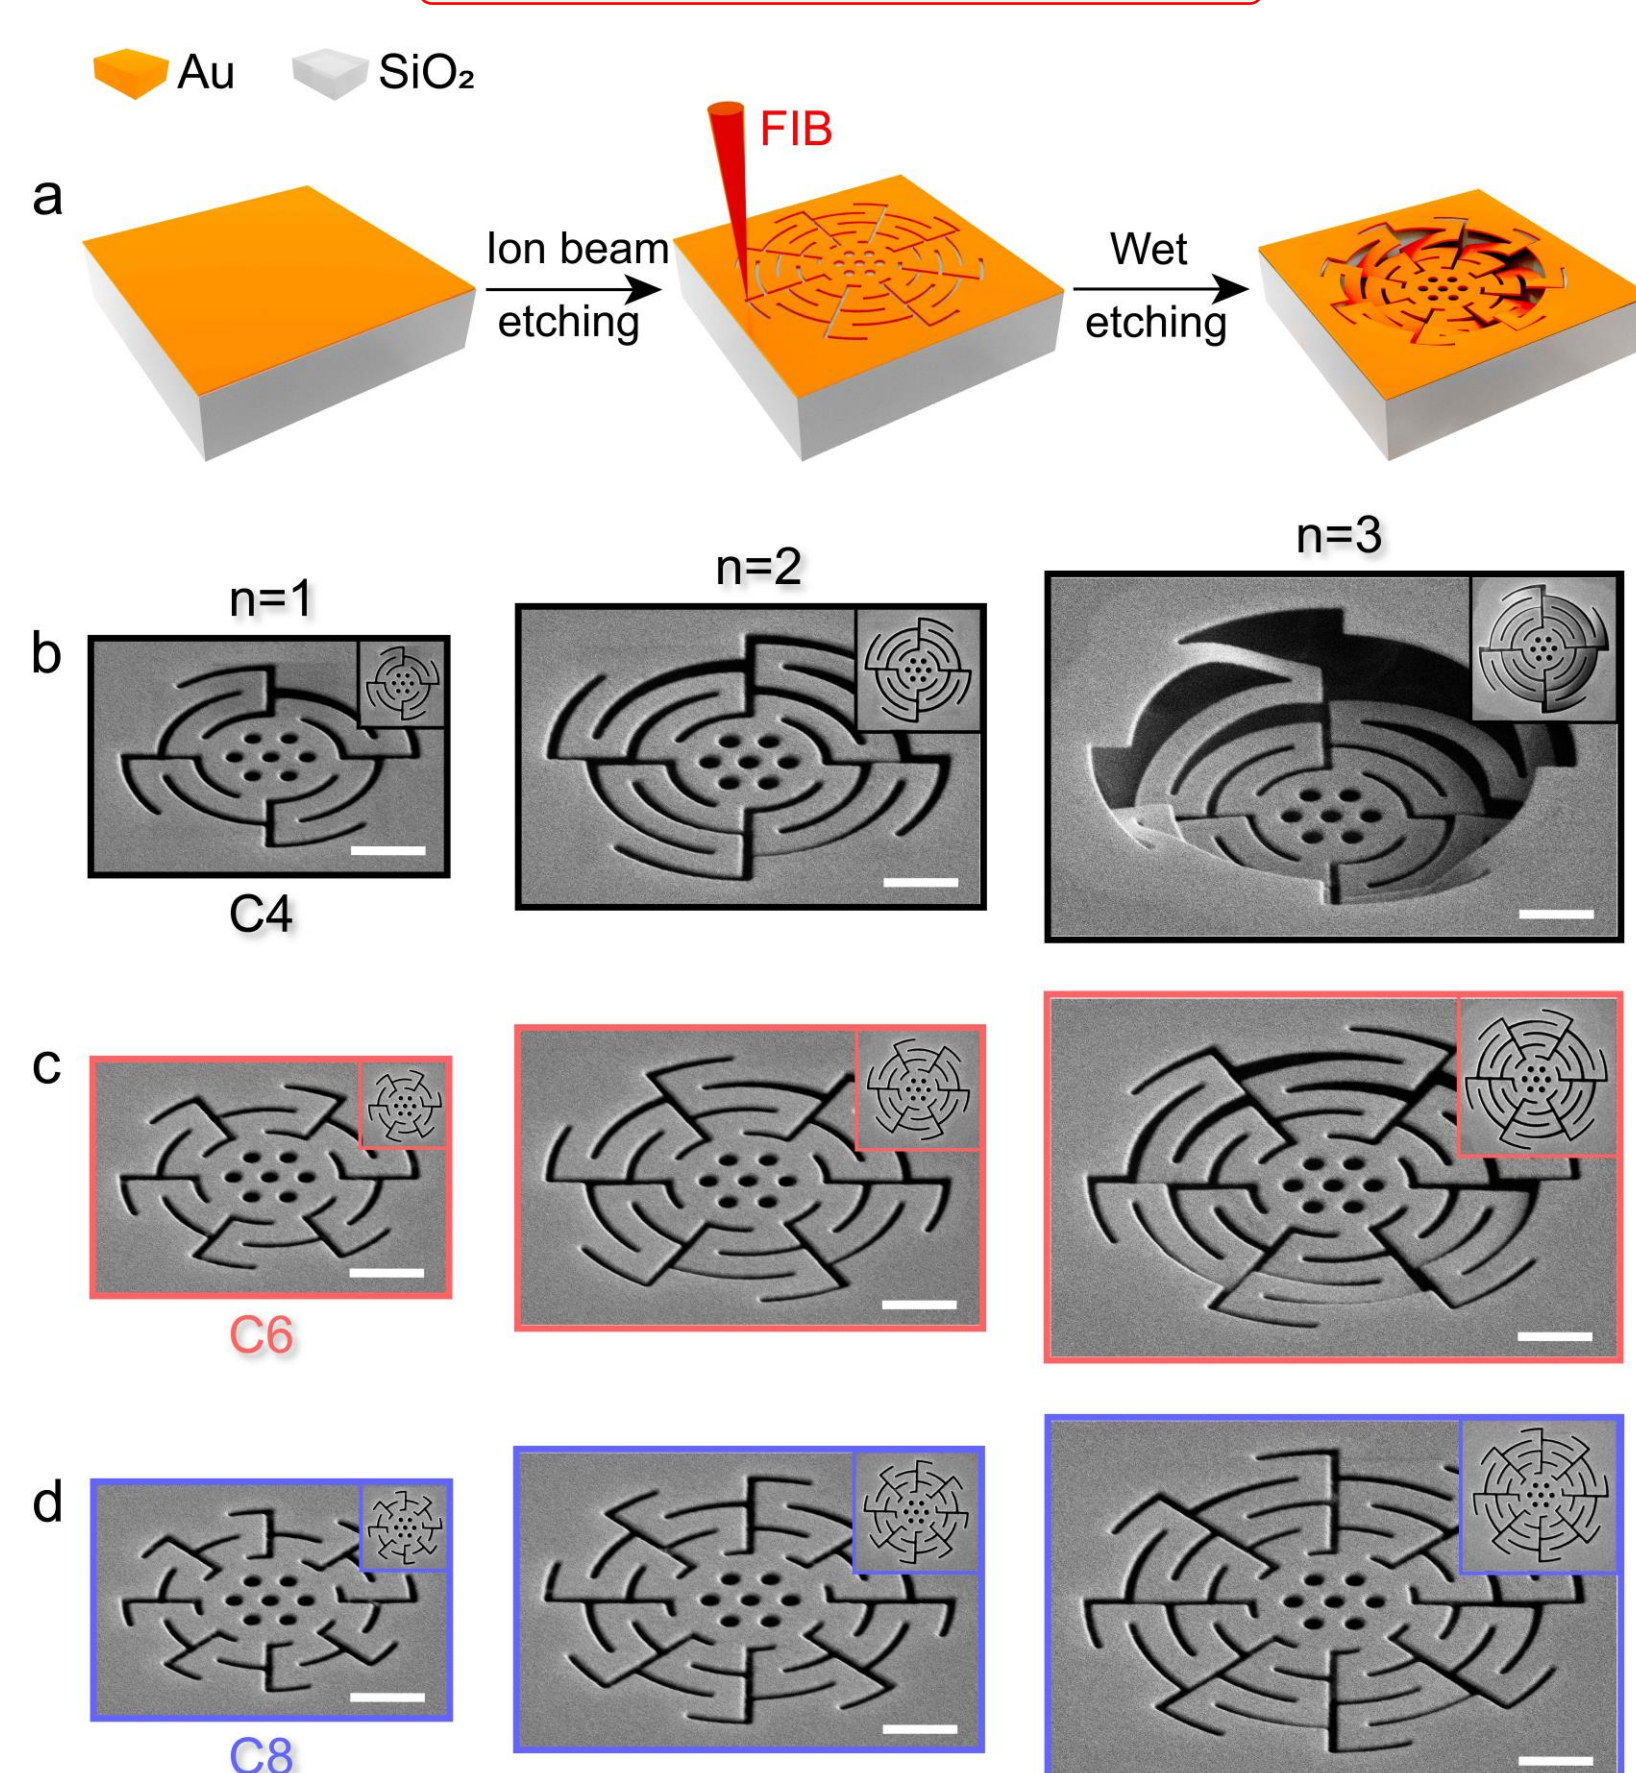 Au
SiO₂
FIB
a
Ion beam
etching
Wet
etching
n=1
n=2
n=3
b
C4
c
C6
d
C8